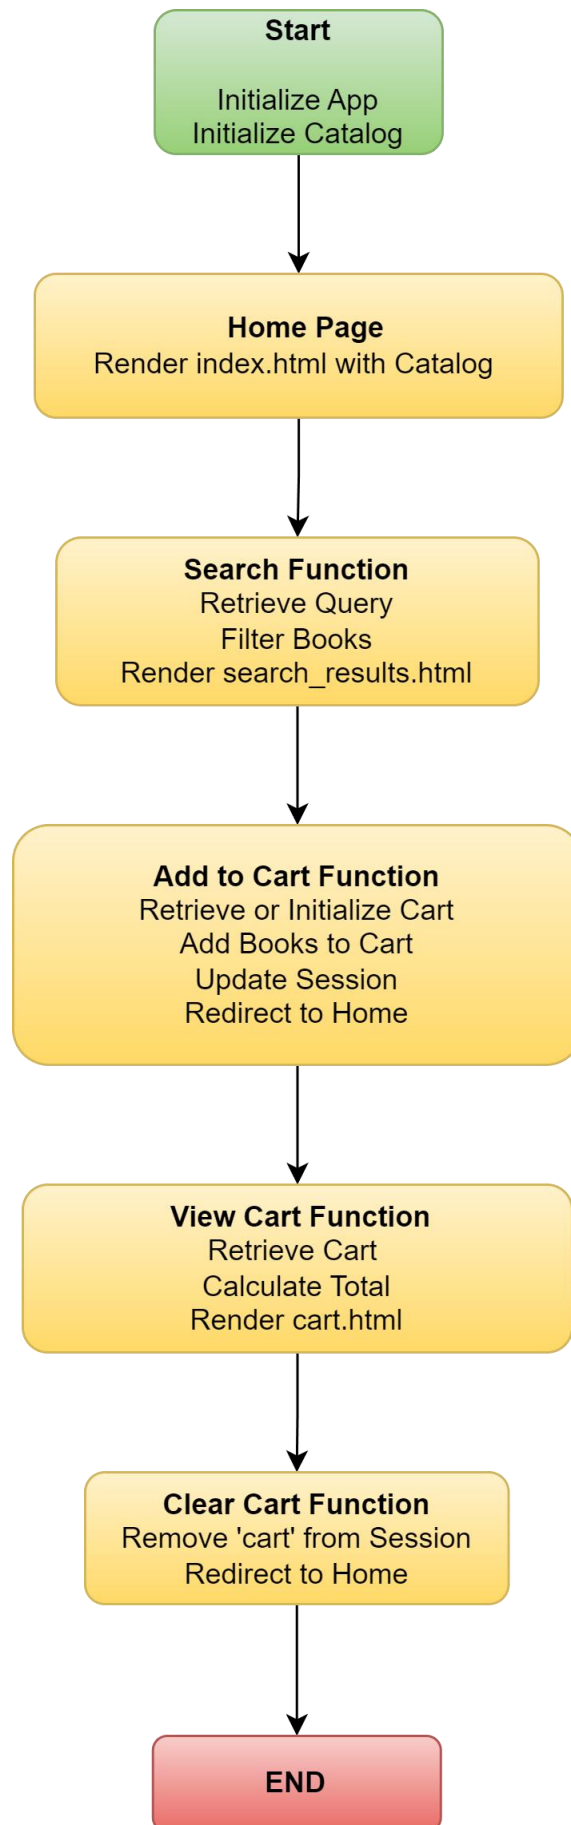 Start
Initialize App
Initialize Catalog
Home Page
Render index.html with Catalog
Search Function
Retrieve Query
Filter Books
Render search_results.html
Add to Cart Function
Retrieve or Initialize Cart
Add Books to Cart
Update Session
Redirect to Home
View Cart Function
Retrieve Cart
Calculate Total
Render cart.html
Clear Cart Function
Remove 'cart' from Session
Redirect to Home
END